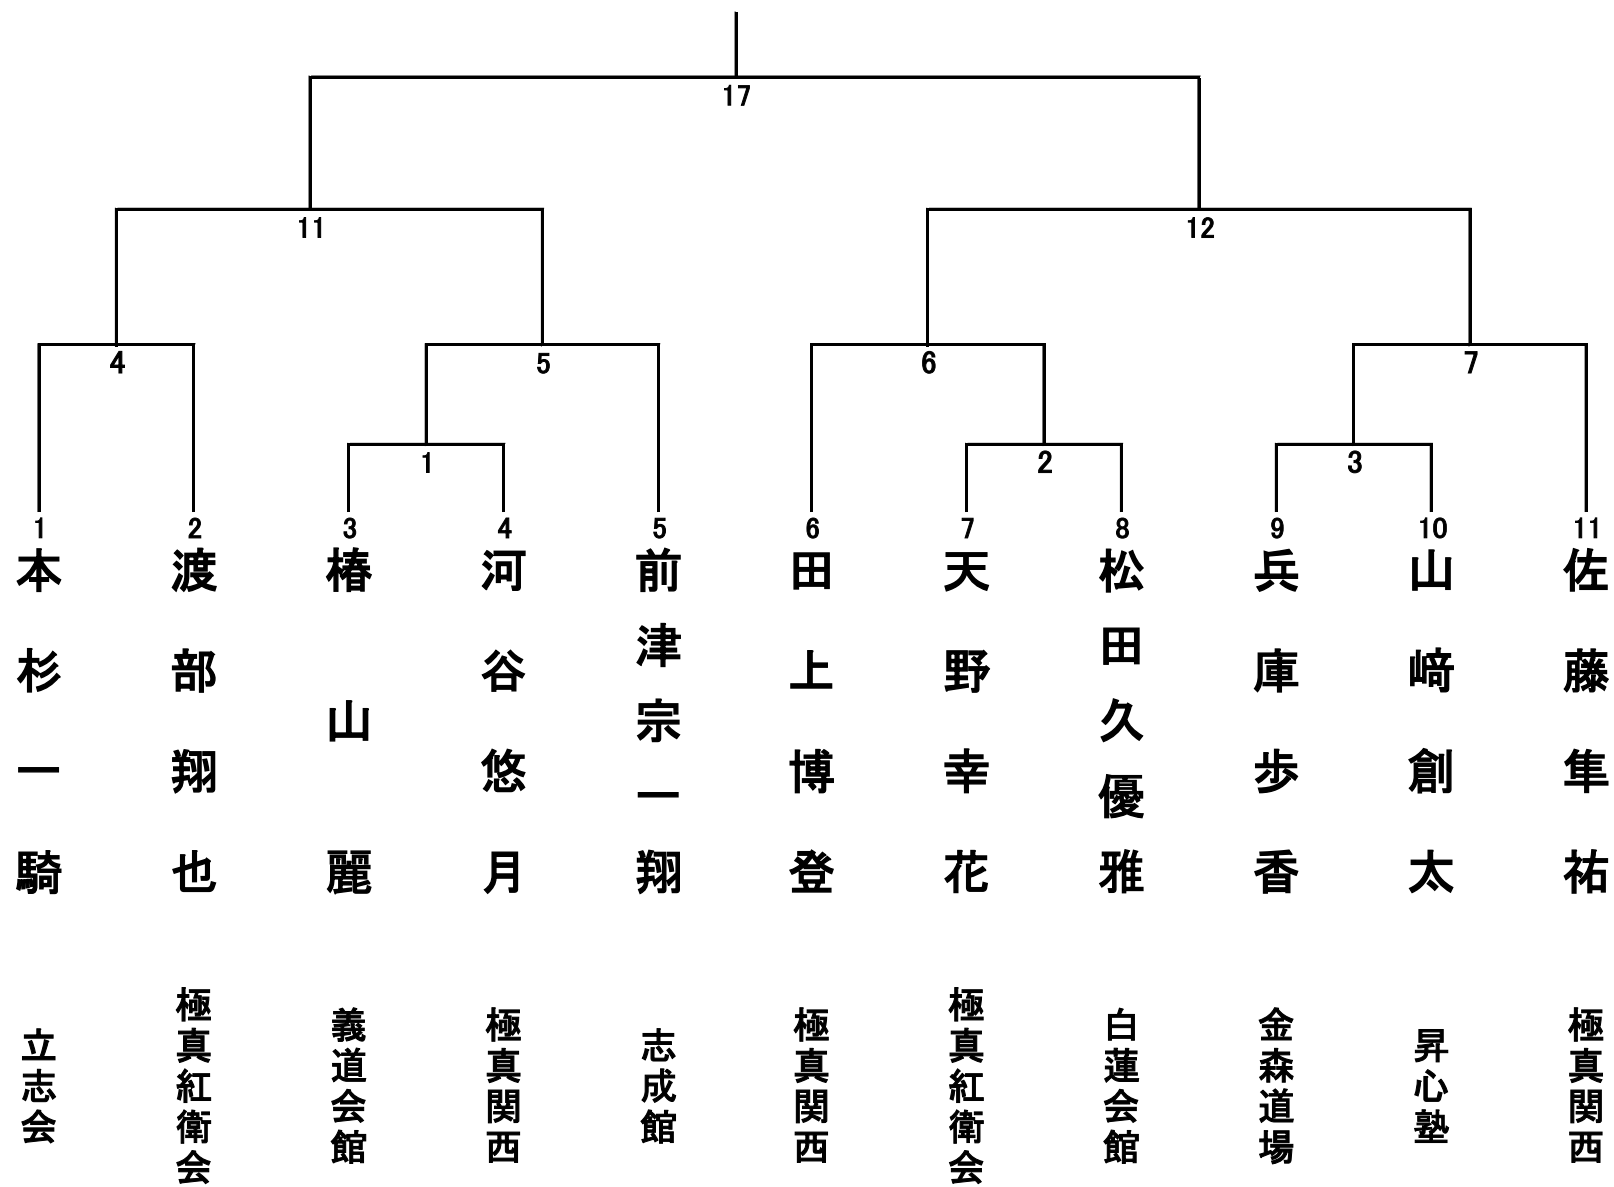 17
11
12
4
5
6
7
1
2
3
1
2
3
4
5
6
7
8
9
10
11
本杉一騎
渡部翔也
椿山麗
河谷悠月
前津宗一翔
田上博登
天野幸花
松田久優雅
兵庫歩香
山﨑創太
佐藤隼祐
立志会
極真紅衛会
義道会館
極真関西
志成館
極真関西
極真紅衛会
白蓮会館
金森道場
昇心塾
極真関西